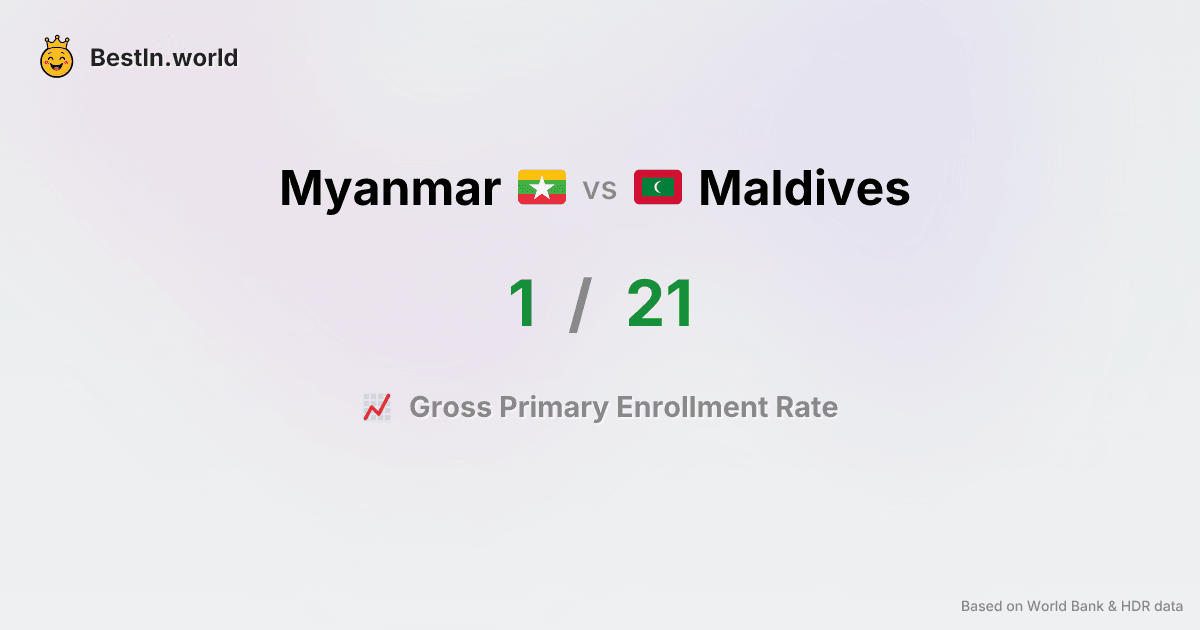 BestIn.world
Myanmar vs Maldives
1 / 21
Gross Primary Enrollment Rate
Based on World Bank & HDR data